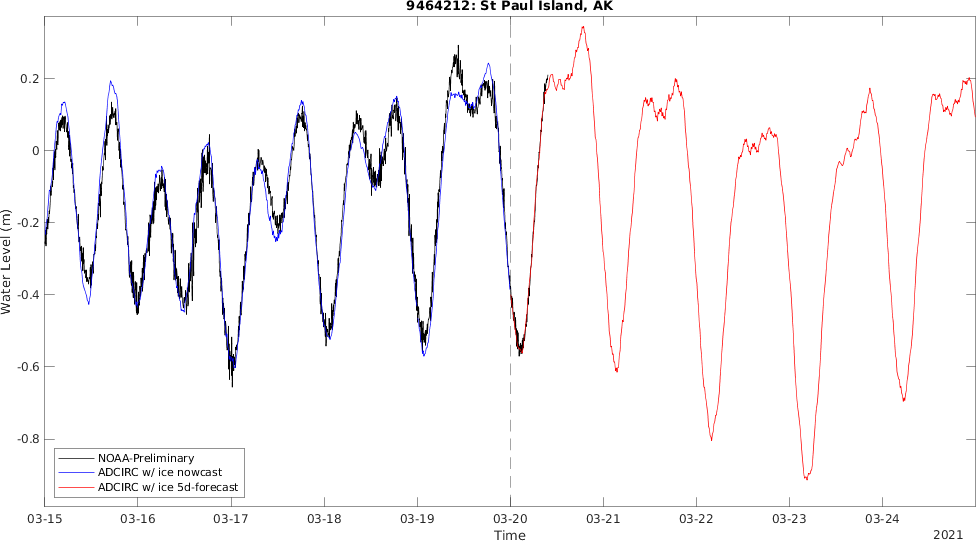 9464212: St Paul Island, AK
Water Level (m)
0.2
0
-0.2
-0.4
-0.6
-0.8
NOAA-Preliminary
ADCIRC w/ ice nowcast
ADCIRC w/ ice 5d-forecast
03-15 03-16 03-17 03-18 03-19 03-20 03-21 03-22 03-23 03-24
Time
2021